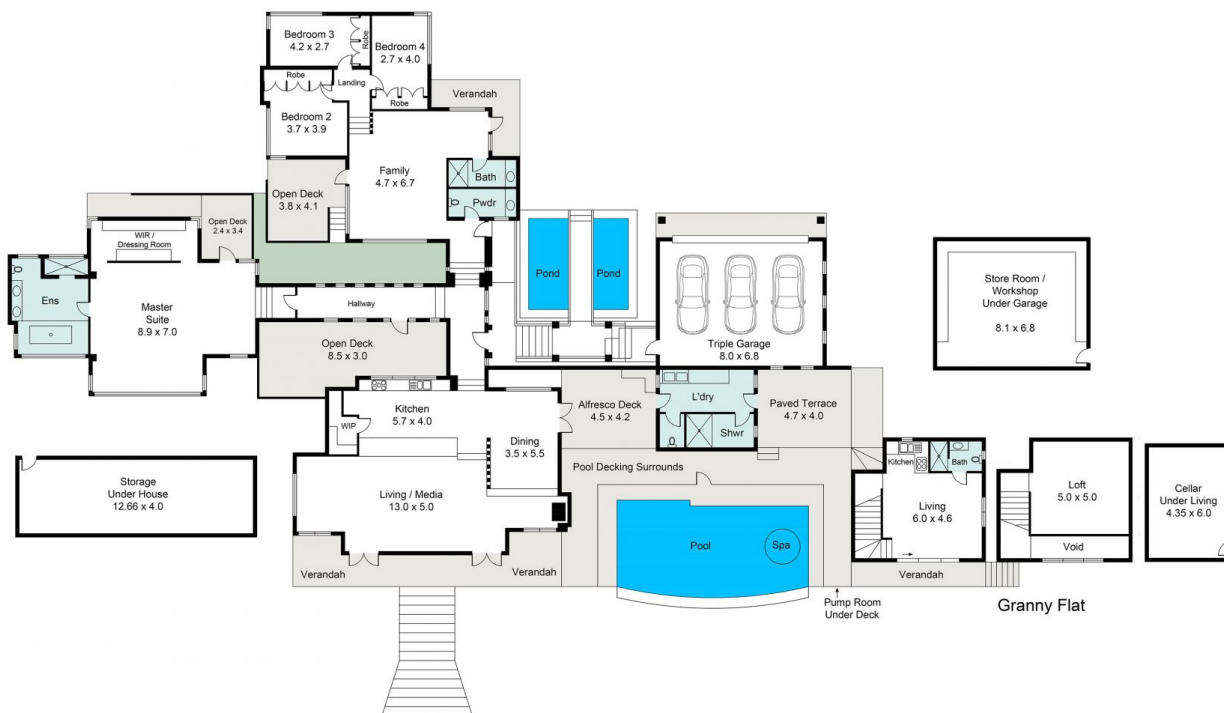 Bedroom 3
4.2 x 2.7
Robe
Bedroom 4
2.7 x 4.0
Robe
Landing
Robe
Bedroom 2
3.7 x 3.9
Verandah
Family
4.7 x 6.7
Bath
Pwdr
Open Deck
3.8 x 4.1
Open Deck
2.4 x 3.4
WIR /
Dressing Room
Ens
Master
Suite
8.9 x 7.0
Hallway
Pond
Pond
Triple Garage
8.0 x 6.8
Store Room /
Workshop
Under Garage
8.1 x 6.8
Open Deck
8.5 x 3.0
Kitchen
5.7 x 4.0
WIP
Dining
3.5 x 5.5
Alfresco Deck
4.5 x 4.2
L'dry
Shwr
Paved Terrace
4.7 x 4.0
Pool Decking Surrounds
Storage
Under House
12.66 x 4.0
Living / Media
13.0 x 5.0
Pool
Spa
Kitchen
Bath
Living
6.0 x 4.6
Loft
5.0 x 5.0
Void
Cellar
Under Living
4.35 x 6.0
Verandah
Verandah
Verandah
Pump Room
Under Deck
Granny Flat